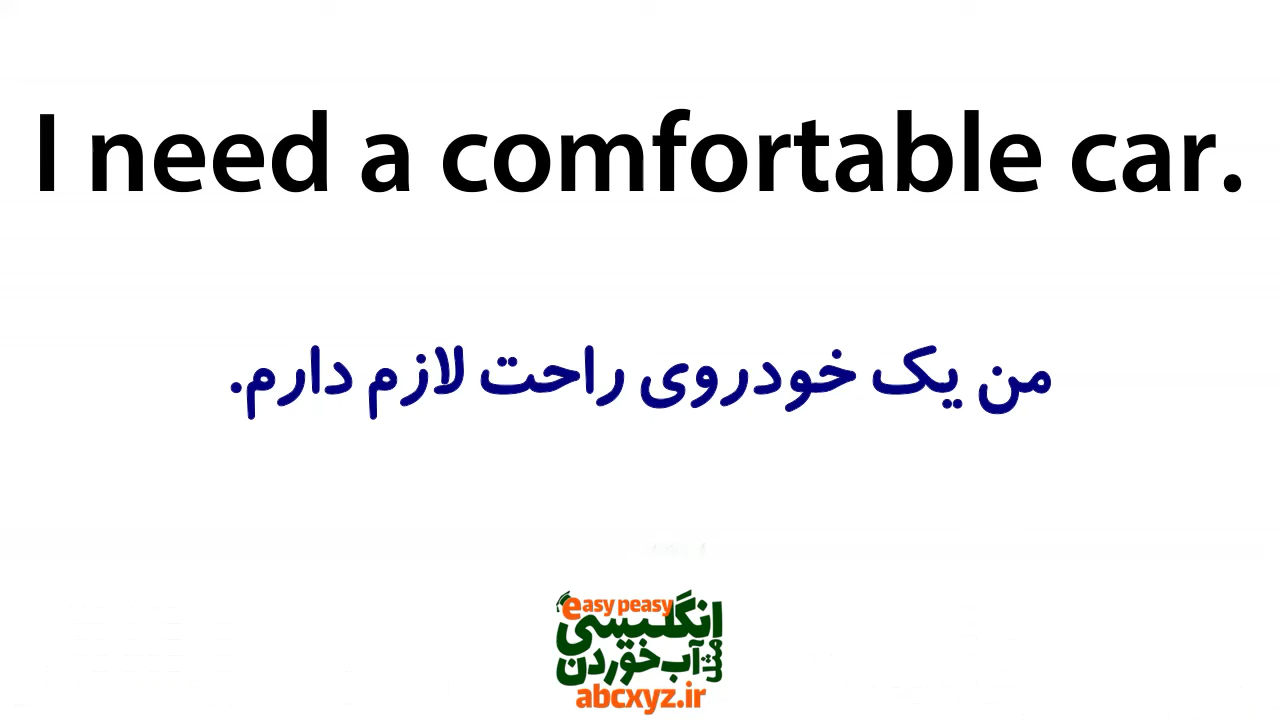 I need a comfortable car.
من یک خودروی راحت لازم دارم.
easy peasy
انگلیسی
مثل آب خوردن
abcxyz.ir